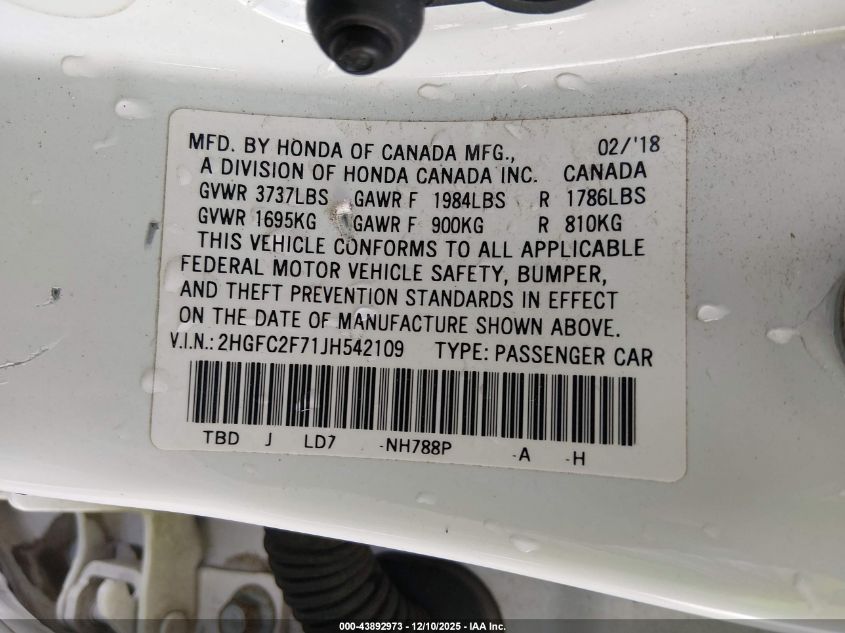 MFD. BY HONDA OF CANADA MFG., 02/'18
A DIVISION OF HONDA CANADA INC. CANADA
GVWR 3737LBS GAWR F 1984LBS R 1786LBS
GVWR 1695KG GAWR F 900KG R 810KG
THIS VEHICLE CONFORMS TO ALL APPLICABLE
FEDERAL MOTOR VEHICLE SAFETY, BUMPER,
AND THEFT PREVENTION STANDARDS IN EFFECT
ON THE DATE OF MANUFACTURE SHOWN ABOVE.
V.I.N.: 2HGFC2F71JH542109 TYPE: PASSENGER CAR
TBD J LD7 -NH788P -A -H
000-43892973 - 12/10/2025 - IAA Inc.